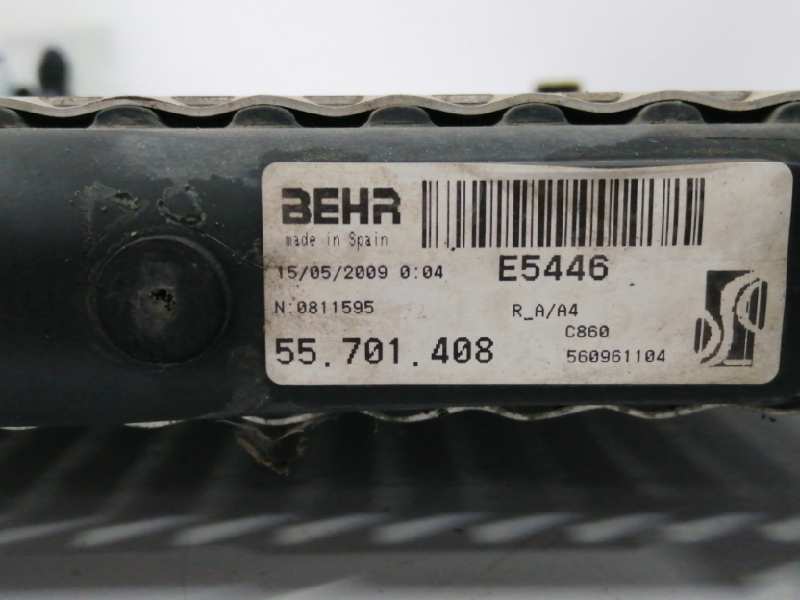 BEHR
made in Spain
15/05/2009 0:04
E5446
N:0811595
R_A/A4
C860
55.701.408
560961104